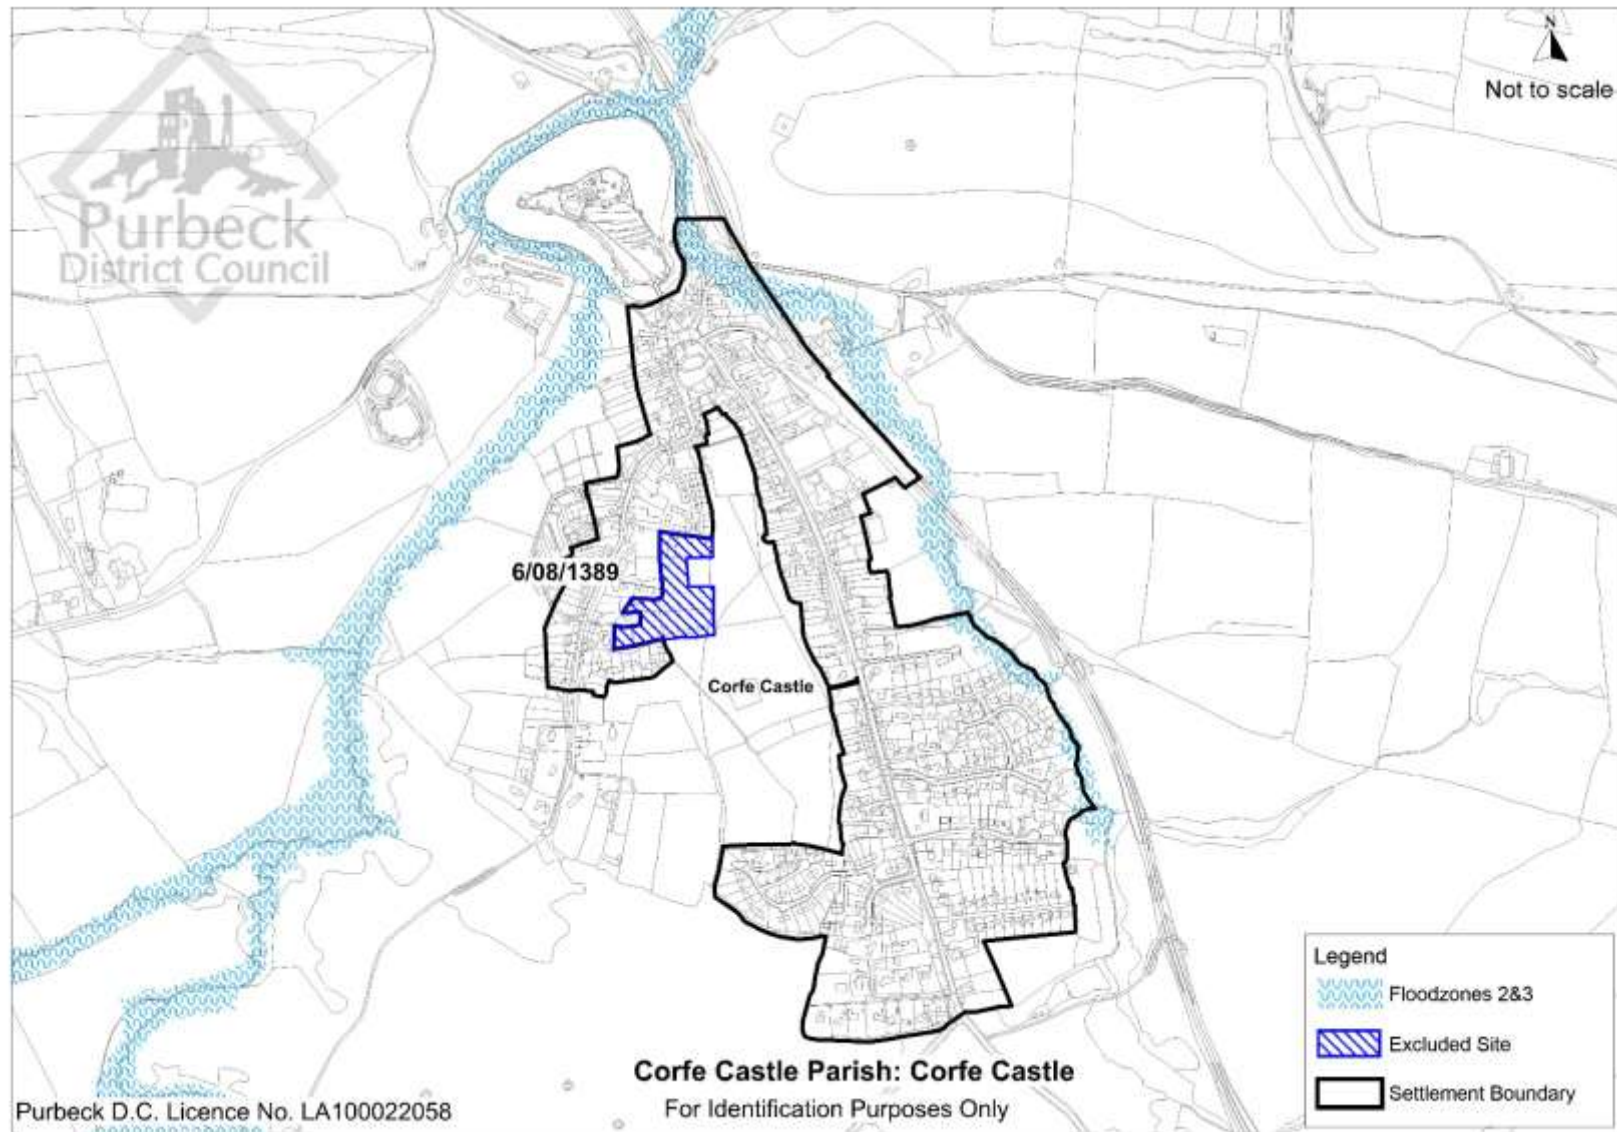 N
Not to scale
Purbeck
District Council
6/08/1389
Corfe Castle
Legend
Floodzones 2&3
Excluded Site
Settlement Boundary
Corfe Castle Parish: Corfe Castle
For Identification Purposes Only
Purbeck D.C. Licence No. LA100022058